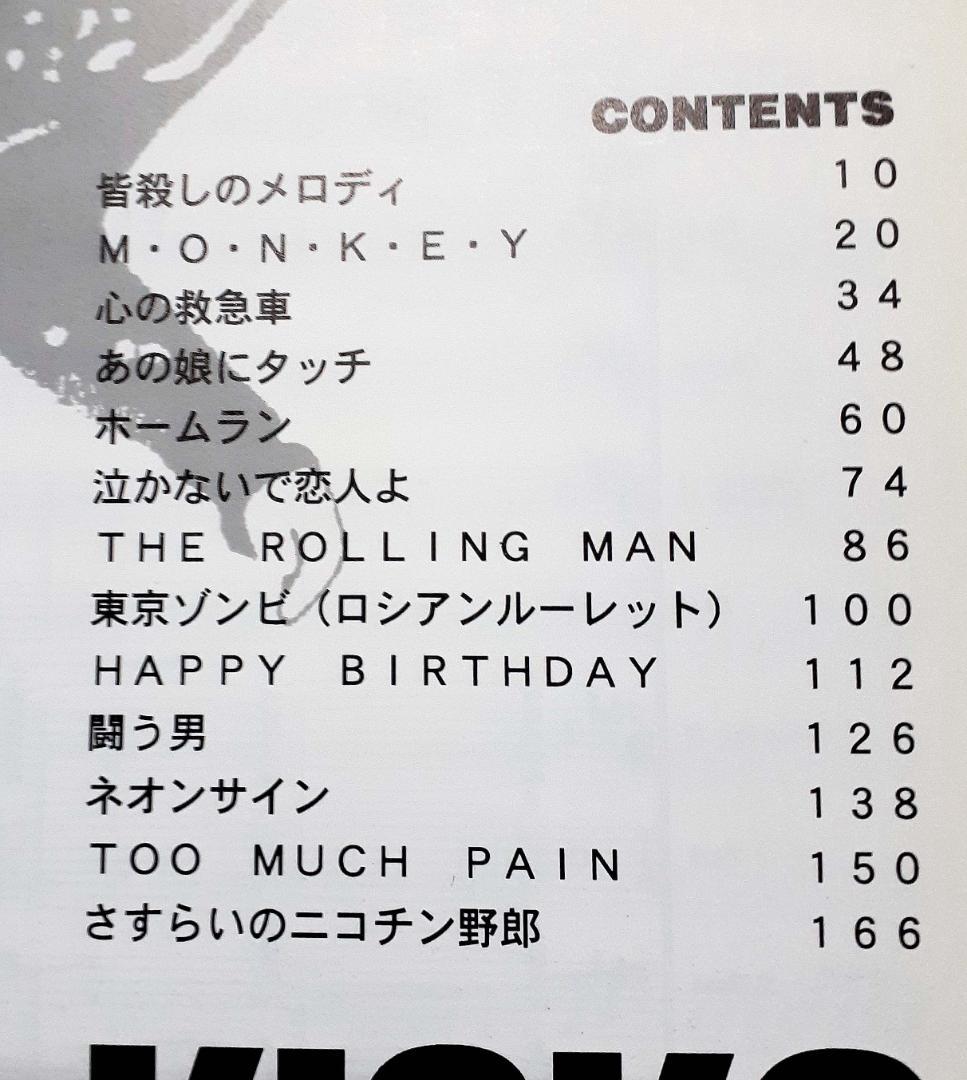 CONTENTS
皆殺しのメロディ 10
M・O・N・K・E・Y 20
心の救急車 34
あの娘にタッチ 48
ホームラン 60
泣かないで恋人よ 74
THE ROLLING MAN 86
東京ゾンビ（ロシアンルーレット） 100
HAPPY BIRTHDAY 112
闘う男 126
ネオンサイン 138
TOO MUCH PAIN 150
さすらいのニコチン野郎 166